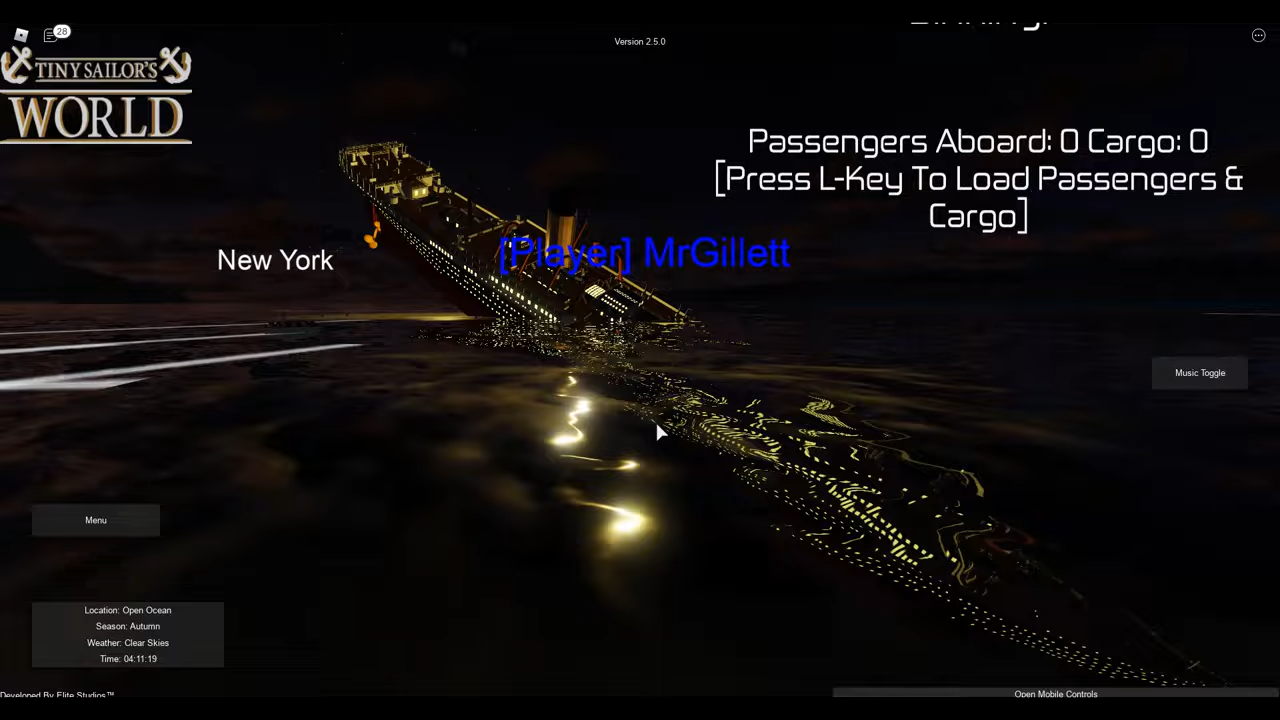 28
Version 2.5.0
TINY SAILOR'S
WORLD
Passengers Aboard: 0 Cargo: 0
[Press L-Key To Load Passengers &
Cargo]
[Player] MrGillett
New York
Music Toggle
Menu
Location: Open Ocean
Season: Autumn
Weather: Clear Skies
Time: 04:11:19
Developed By Elite Studios™
Open Mobile Controls